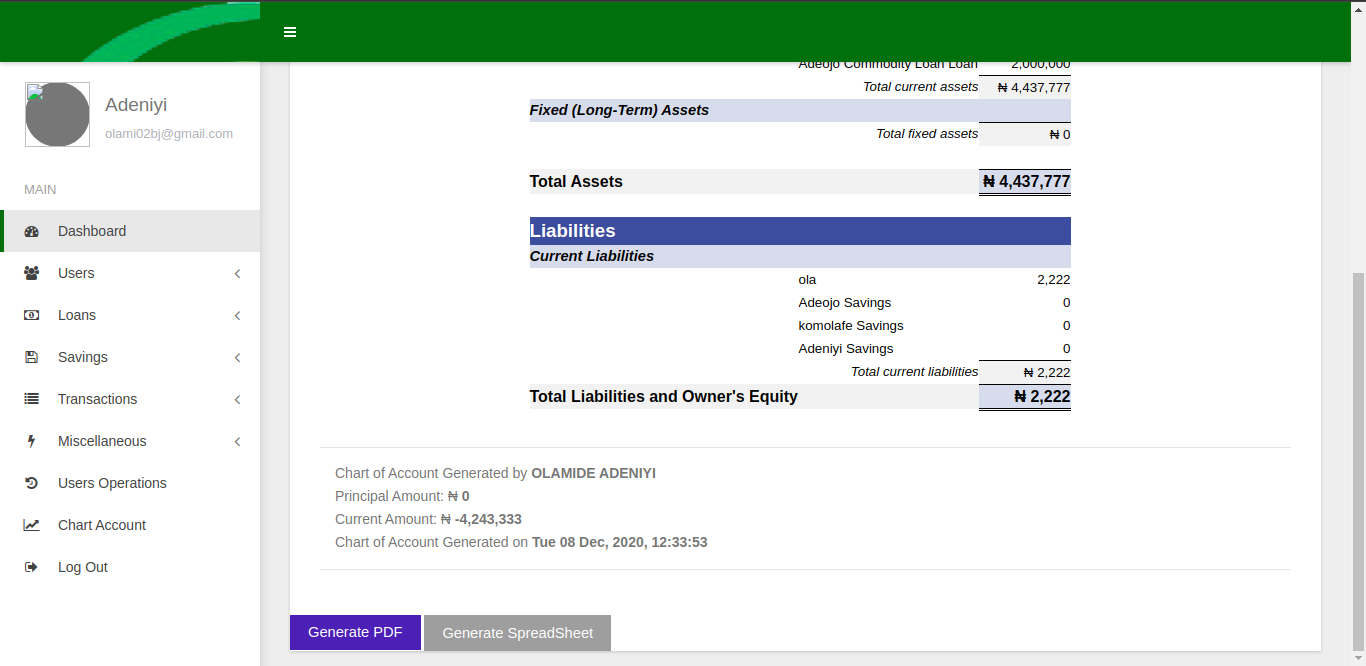 Adeniyi
olami02bj@gmail.com
MAIN
Dashboard
Users
Loans
Savings
Transactions
Miscellaneous
Users Operations
Chart Account
Log Out
Adeojo Commodity Loan Loan 2,000,000
Total current assets ₦ 4,437,777
Fixed (Long-Term) Assets
Total fixed assets ₦ 0
Total Assets ₦ 4,437,777
Liabilities
Current Liabilities
ola 2,222
Adeojo Savings 0
komolafe Savings 0
Adeniyi Savings 0
Total current liabilities ₦ 2,222
Total Liabilities and Owner's Equity ₦ 2,222
Chart of Account Generated by OLAMIDE ADENIYI
Principal Amount: ₦ 0
Current Amount: ₦ -4,243,333
Chart of Account Generated on Tue 08 Dec, 2020, 12:33:53
Generate PDF Generate SpreadSheet